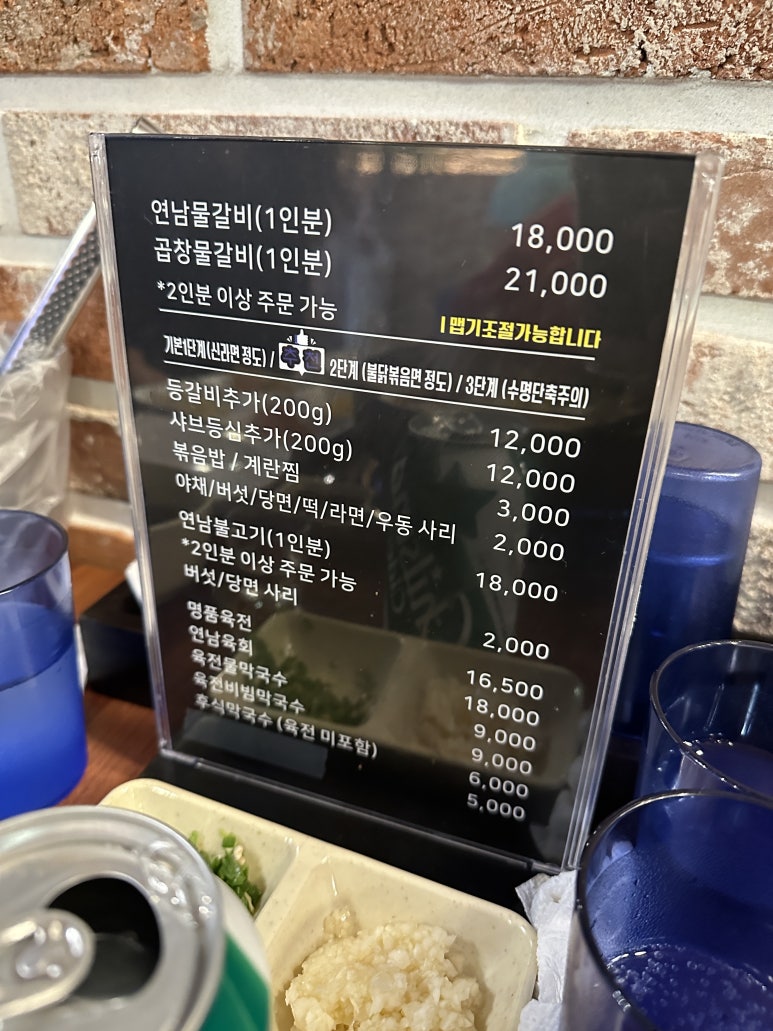 연남물갈비(1인분) 18,000
곱창물갈비(1인분) 21,000
*2인분 이상 주문 가능
맵기조절가능합니다
기본1단계(신라면 정도) / 추천 2단계 (불닭볶음면 정도) / 3단계 (수명단축주의)
등갈비추가(200g) 12,000
샤브등심추가(200g) 12,000
볶음밥 / 계란찜 3,000
야채/버섯/당면/떡/라면/우동 사리 2,000
연남불고기(1인분) 18,000
*2인분 이상 주문 가능
버섯/당면 사리 2,000
명품육전 16,500
연남육회 18,000
육전물막국수 9,000
육전비빔막국수 9,000
후식막국수 (육전 미포함) 6,000
5,000